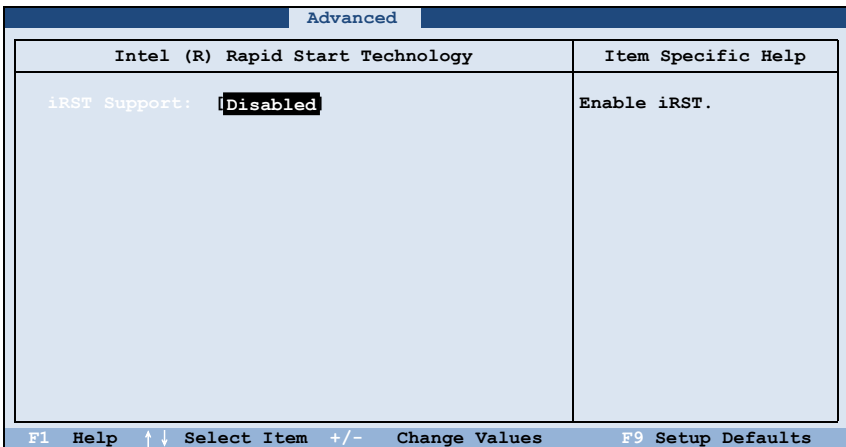 Advanced
Intel (R) Rapid Start Technology
Item Specific Help
iRST Support: [Disabled]
Enable iRST.
F1 Help ↑↓ Select Item +/- Change Values F9 Setup Defaults